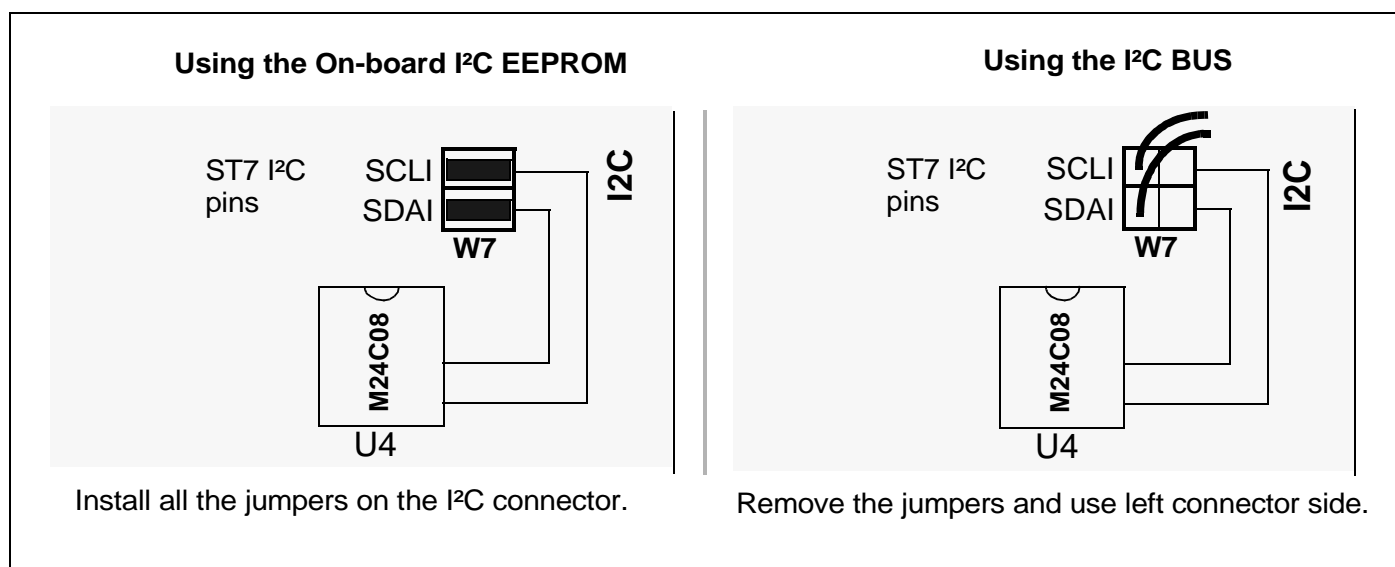 Using the On-board I²C EEPROM
ST7 I²C
pins
SCLI
SDAI
W7
I2C
M24C08
U4
Install all the jumpers on the I²C connector.
Using the I²C BUS
ST7 I²C
pins
SCLI
SDAI
W7
I2C
M24C08
U4
Remove the jumpers and use left connector side.